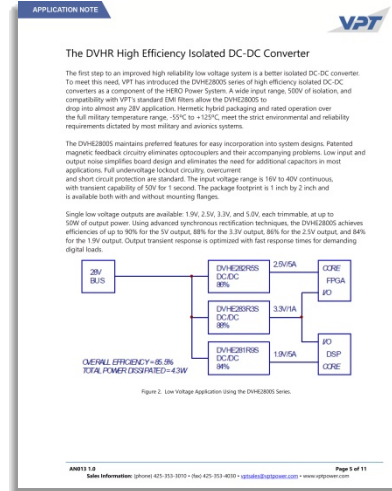 APPLICATION NOTE
VPT
The DVHR High Efficiency Isolated DC-DC Converter
The first step to an improved high reliability low voltage system is a better isolated DC-DC converter.
To meet this need, VPT has introduced the DVHE2800S series of high efficiency isolated DC-DC
converters as a component of the HERO Power System. A wide input range, 500V of isolation, and
compatibility with VPT's standard EMI filters allow the DVHE2800S to
drop into almost any 28V application. Hermetic hybrid packaging and rated operation over
the full military temperature range, -55°C to +125°C, meet the strict environmental and reliability
requirements dictated by most military and avionics systems.
The DVHE2800S maintains preferred features for easy incorporation into system designs. Patented
magnetic feedback circuitry eliminates optocouplers and their accompanying problems. Low input and
output noise simplifies board design and eliminates the need for additional capacitors in most
applications. Full undervoltage lockout circuitry, overcurrent
and short circuit protection are standard. The input voltage range is 16V to 40V continuous,
with transient capability of 50V for 1 second. The package footprint is 1 inch by 2 inch and
is available both with and without mounting flanges.
Single low voltage outputs are available: 1.9V, 2.5V, 3.3V, and 5.0V, each trimmable, at up to
50W of output power. Using advanced synchronous rectification techniques, the DVHE2800S achieves
efficiencies of up to 90% for the 5V output, 88% for the 3.3V output, 86% for the 2.5V output, and 84%
for the 1.9V output. Output transient response is optimized with fast response times for demanding
digital loads.
28V
BUS
DVHE282R5S
DC/DC
86%
2.5V/5A
CORE
FPGA
I/O
DVHE283R3S
DC/DC
88%
3.3V/1A
DVHE281R9S
DC/DC
84%
1.9V/5A
I/O
DSP
CORE
OVERALL EFFICIENCY = 85.5%
TOTAL POWER DISSIPATED = 4.3W
Figure 2. Low Voltage Application Using the DVHE2800S Series.
AN013 1.0 Page 5 of 11
Sales Information: (phone) 425-353-3010 • (fax) 425-353-4030 • vptsales@vptpower.com • www.vptpower.com